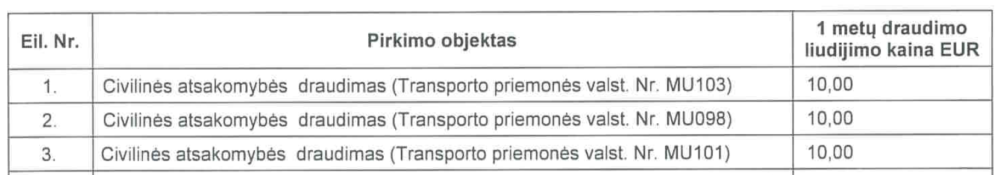 Eil. Nr. Pirkimo objektas 1 metų draudimo
liudijimo kaina EUR
1. Civilinės atsakomybės draudimas (Transporto priemonės valst. Nr. MU103) 10,00
2. Civilinės atsakomybės draudimas (Transporto priemonės valst. Nr. MU098) 10,00
3. Civilinės atsakomybės draudimas (Transporto priemonės valst. Nr. MU101) 10,00